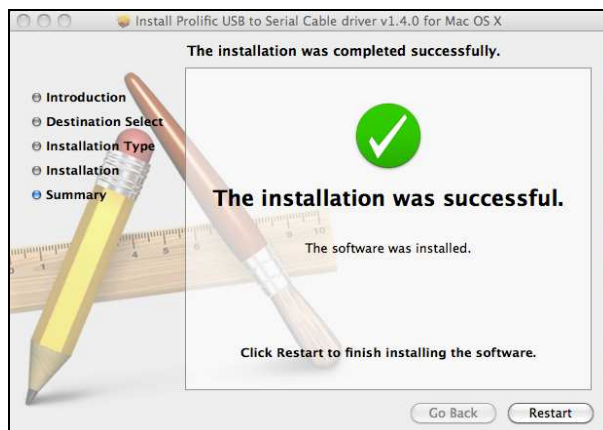 Install Prolific USB to Serial Cable driver v1.4.0 for Mac OS X
The installation was completed successfully.
Introduction
Destination Select
Installation Type
Installation
Summary
The installation was successful.
The software was installed.
Click Restart to finish installing the software.
Go Back
Restart